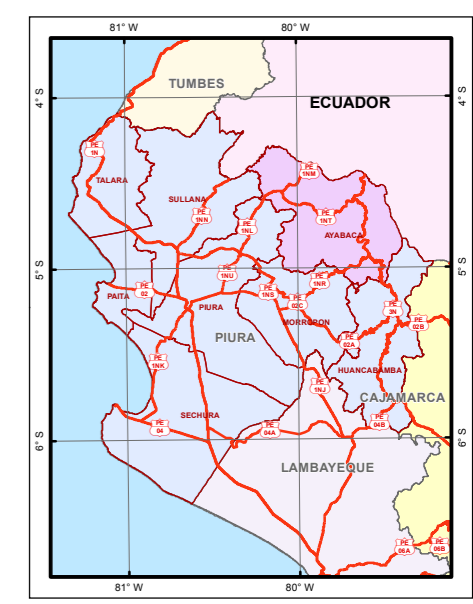 81° W
80° W
TUMBES
4° S
4° S
ECUADOR
PE
1N
PE
1NM
TALARA
SULLANA
PE
1NN
PE
1NL
PE
1NT
AYABACA
5° S
5° S
PE
1NU
PE
1NR
PE
02
PAITA
PE
1NS
PE
02C
PIURA
PE
3N
MORROPON
PE
02B
PIURA
PE
02A
PE
1NK
HUANCABAMBA
PE
1NJ
CAJAMARCA
SECHURA
PE
04
PE
04A
PE
04B
6° S
6° S
LAMBAYEQUE
PE
06A
PE
06B
81° W
80° W